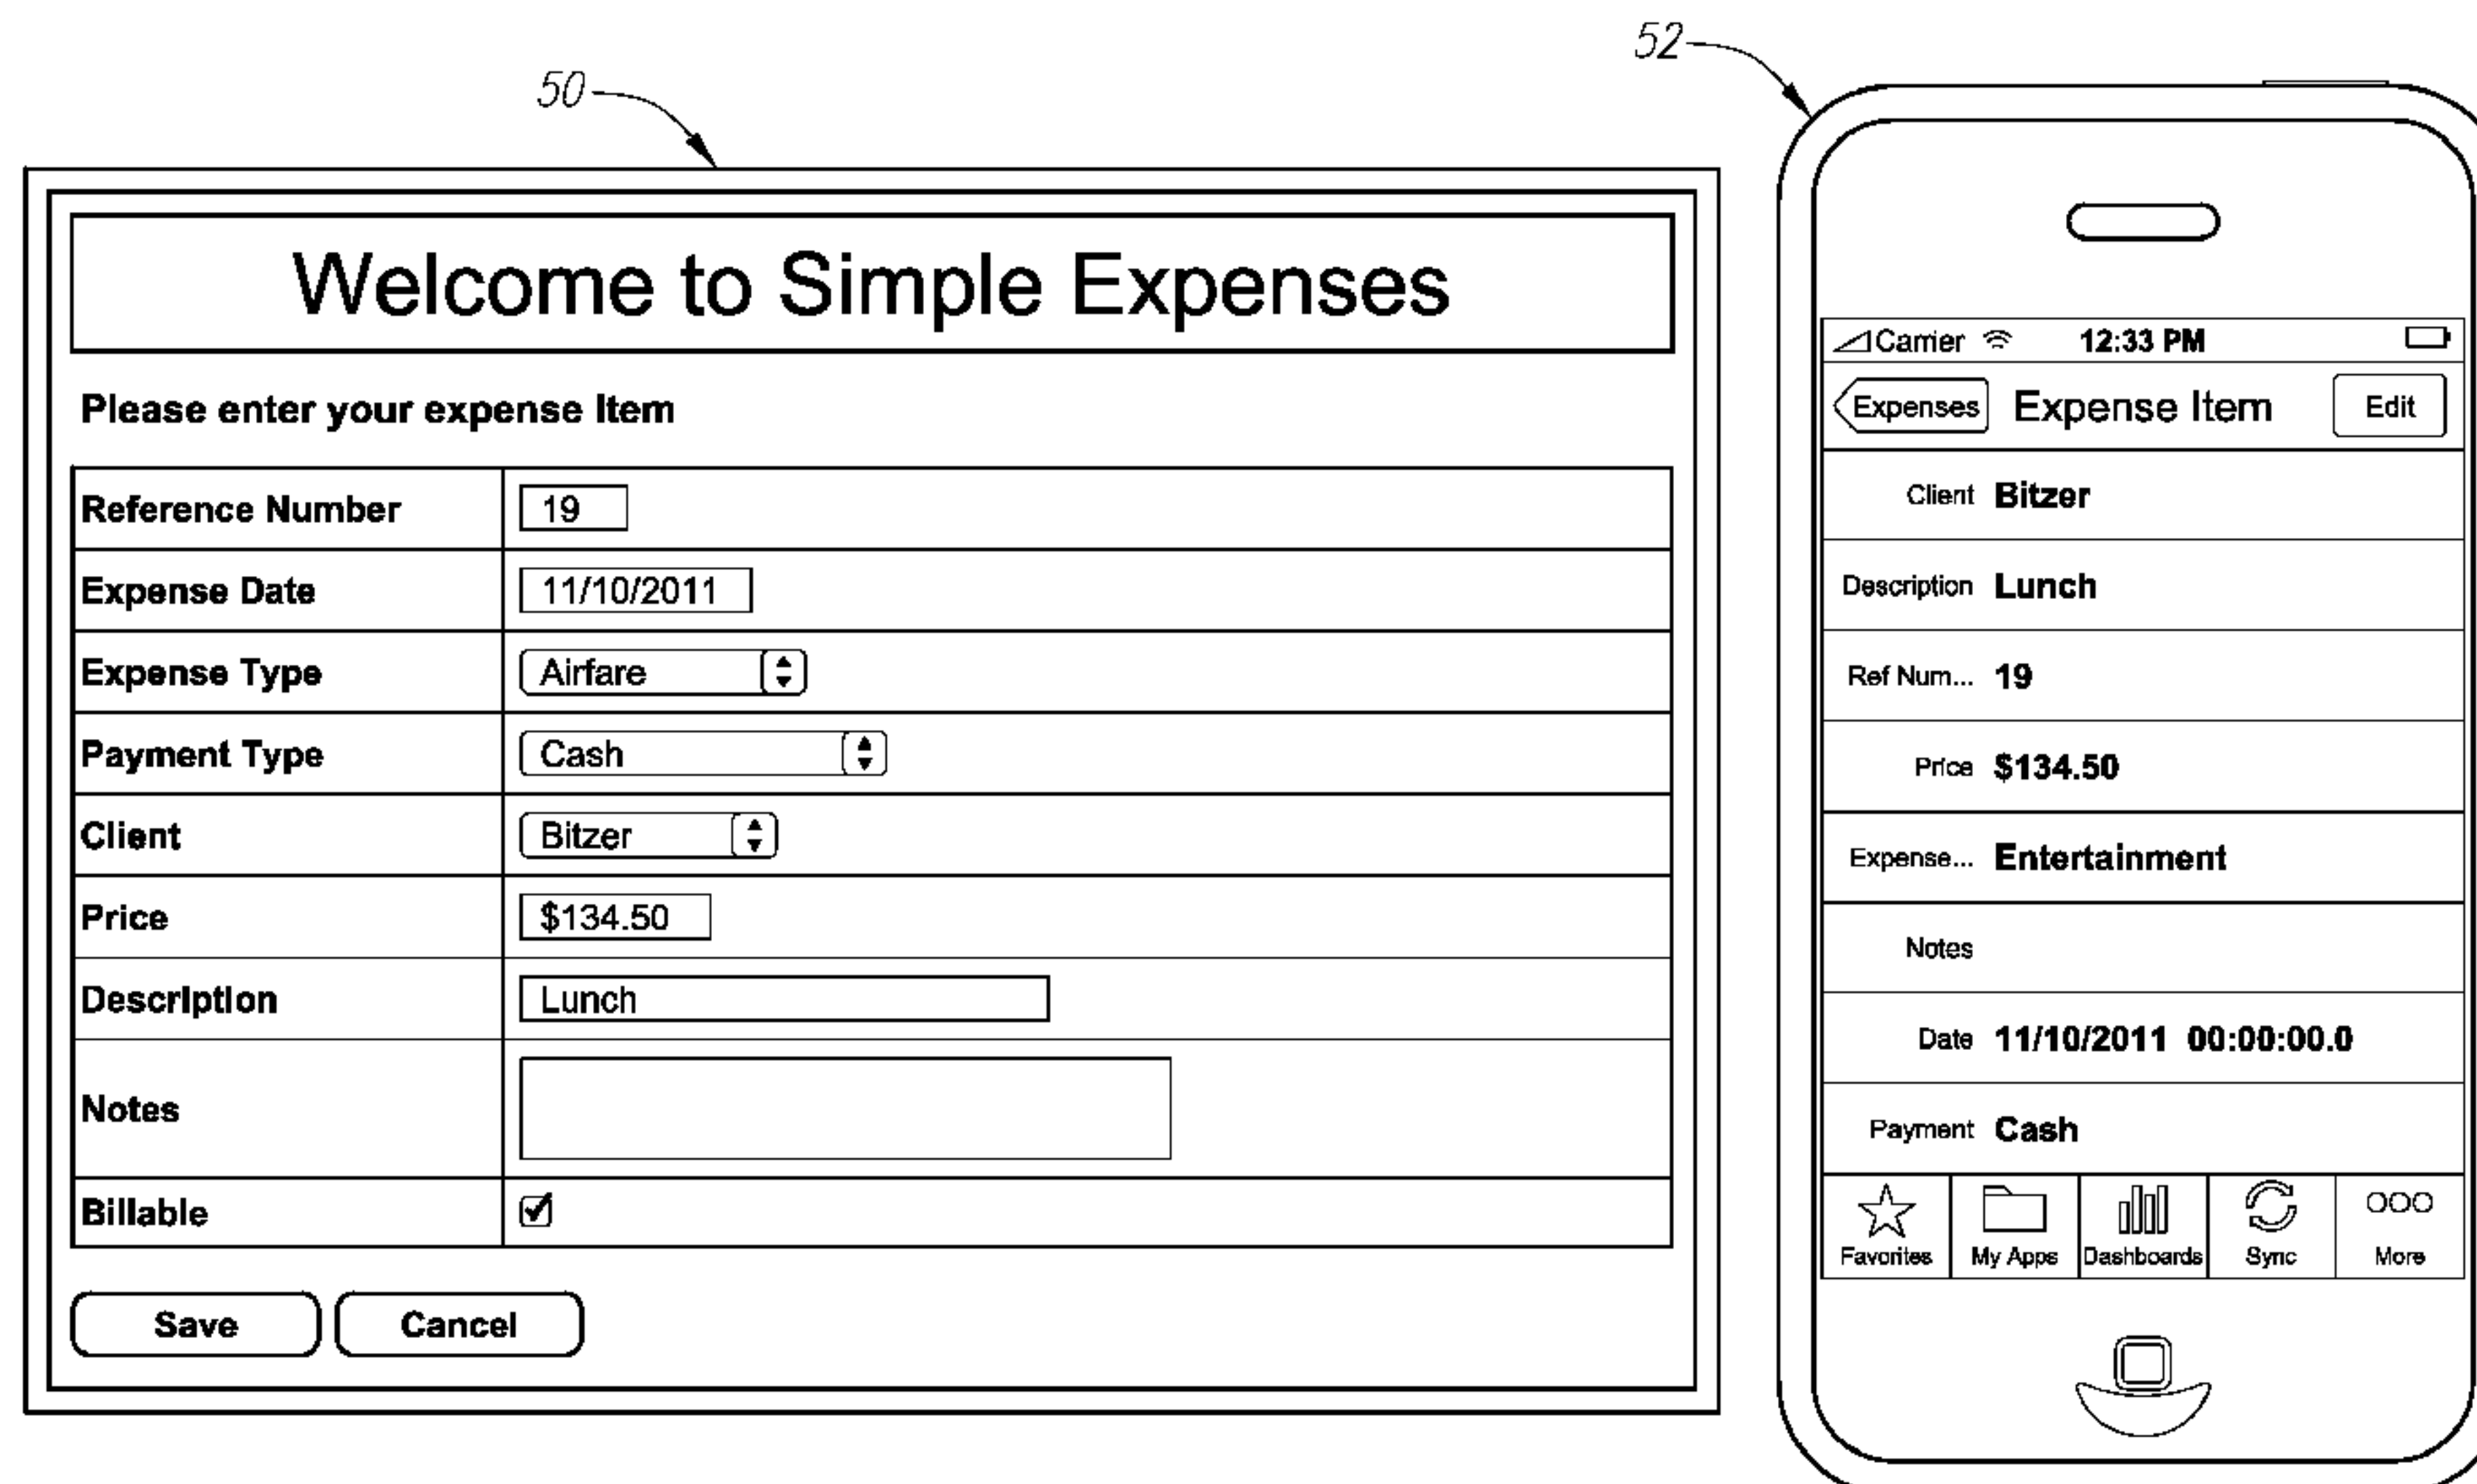 50
Welcome to Simple Expenses
Please enter your expense Item
Reference Number 19
Expense Date 11/10/2011
Expense Type Airfare
Payment Type Cash
Client Bitzer
Price $134.50
Description Lunch
Notes
Billable
Save Cancel
52
Carrier 12:33 PM
Expenses Expense Item Edit
Client Bitzer
Description Lunch
Ref Num... 19
Price $134.50
Expense... Entertainment
Notes
Date 11/10/2011 00:00:00.0
Payment Cash
Favorites My Apps Dashboards Sync More